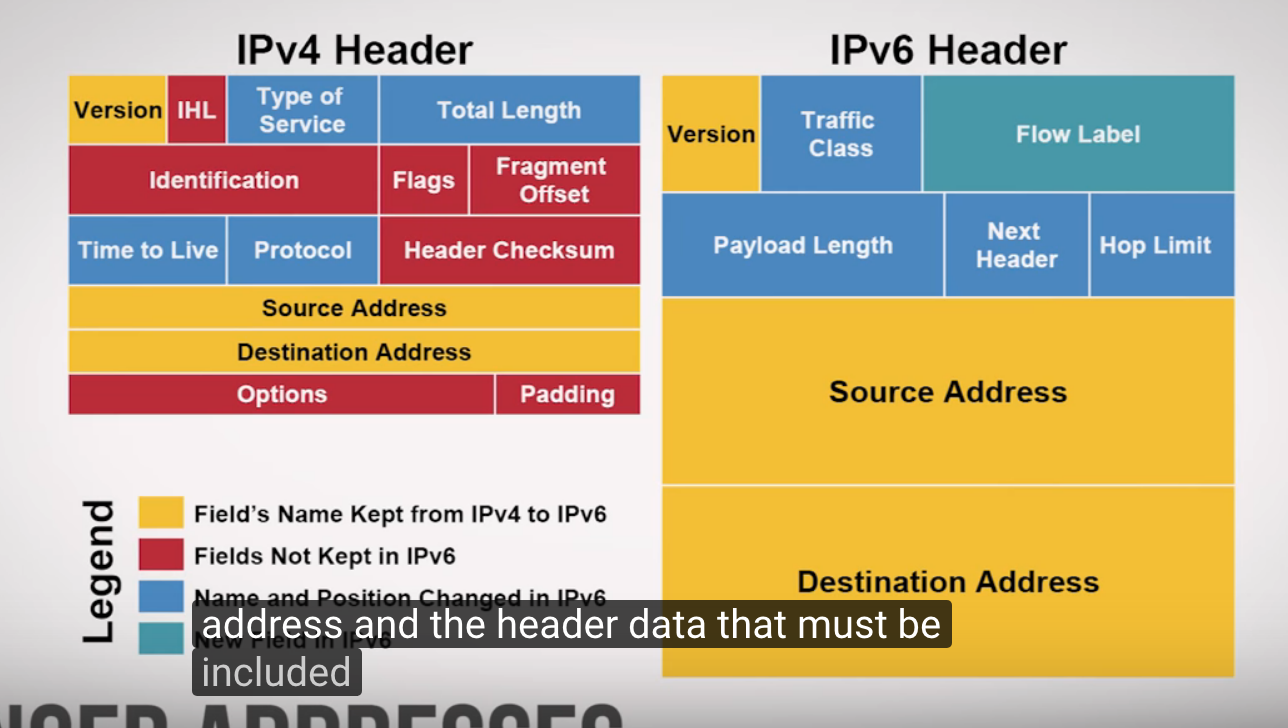 IPv4 Header
IPv6 Header
Version
IHL
Type of
Service
Total Length
Identification
Flags
Fragment
Offset
Time to Live
Protocol
Header Checksum
Source Address
Destination Address
Options
Padding
Version
Traffic
Class
Flow Label
Payload Length
Next
Header
Hop Limit
Source Address
Destination Address
Legend
Field's Name Kept from IPv4 to IPv6
Fields Not Kept in IPv6
Name and Position Changed in IPv6
New Field in IPv6
address and the header data that must be
included
ADDRESSES